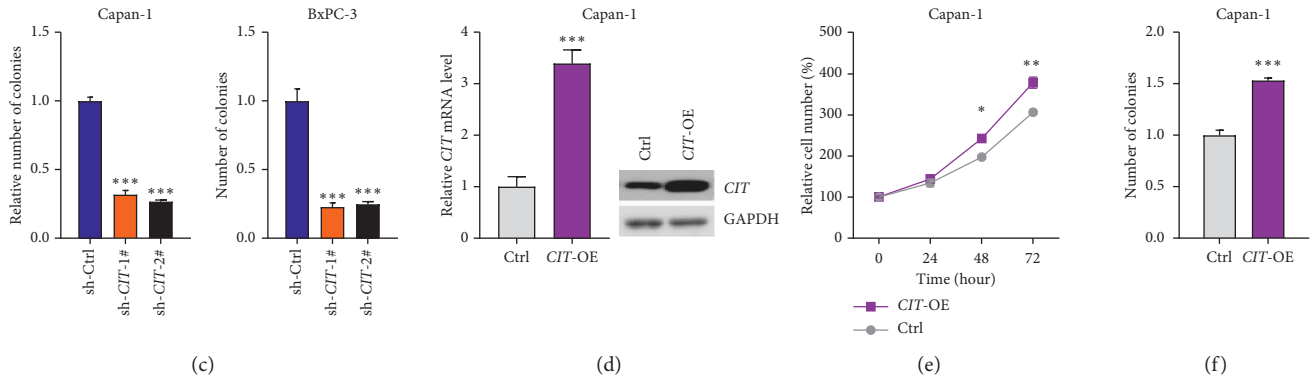 Capan-1
Relative number of colonies
1.0
0.5
0.0
***
***
sh-Ctrl
sh-CIT-1#
sh-CIT-2#
BxPC-3
Number of colonies
1.0
0.5
0.0
***
***
sh-Ctrl
sh-CIT-1#
sh-CIT-2#
(c)
Capan-1
Relative CIT mRNA level
4
3
2
1
0
***
Ctrl
CIT-OE
Ctrl
CIT-OE
CIT
GAPDH
(d)
Capan-1
Relative cell number (%)
500
400
300
200
100
0
*
**
0
24
48
72
Time (hour)
CIT-OE
Ctrl
(e)
Capan-1
Number of colonies
2.0
1.5
1.0
0.5
0.0
***
Ctrl
CIT-OE
(f)